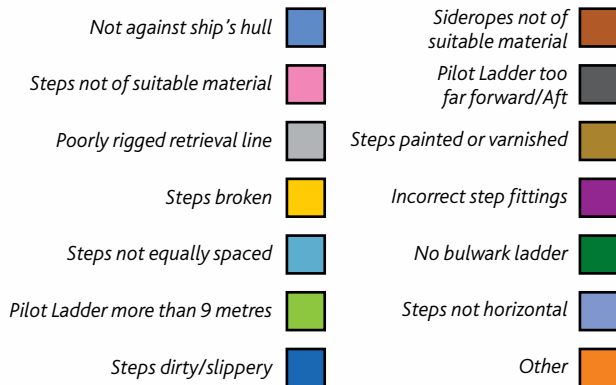 Not against ship's hull
Steps not of suitable material
Poorly rigged retrieval line
Steps broken
Steps not equally spaced
Pilot Ladder more than 9 metres
Steps dirty/slippery
Sideropes not of
suitable material
Pilot Ladder too
far forward/Aft
Steps painted or varnished
Incorrect step fittings
No bulwark ladder
Steps not horizontal
Other